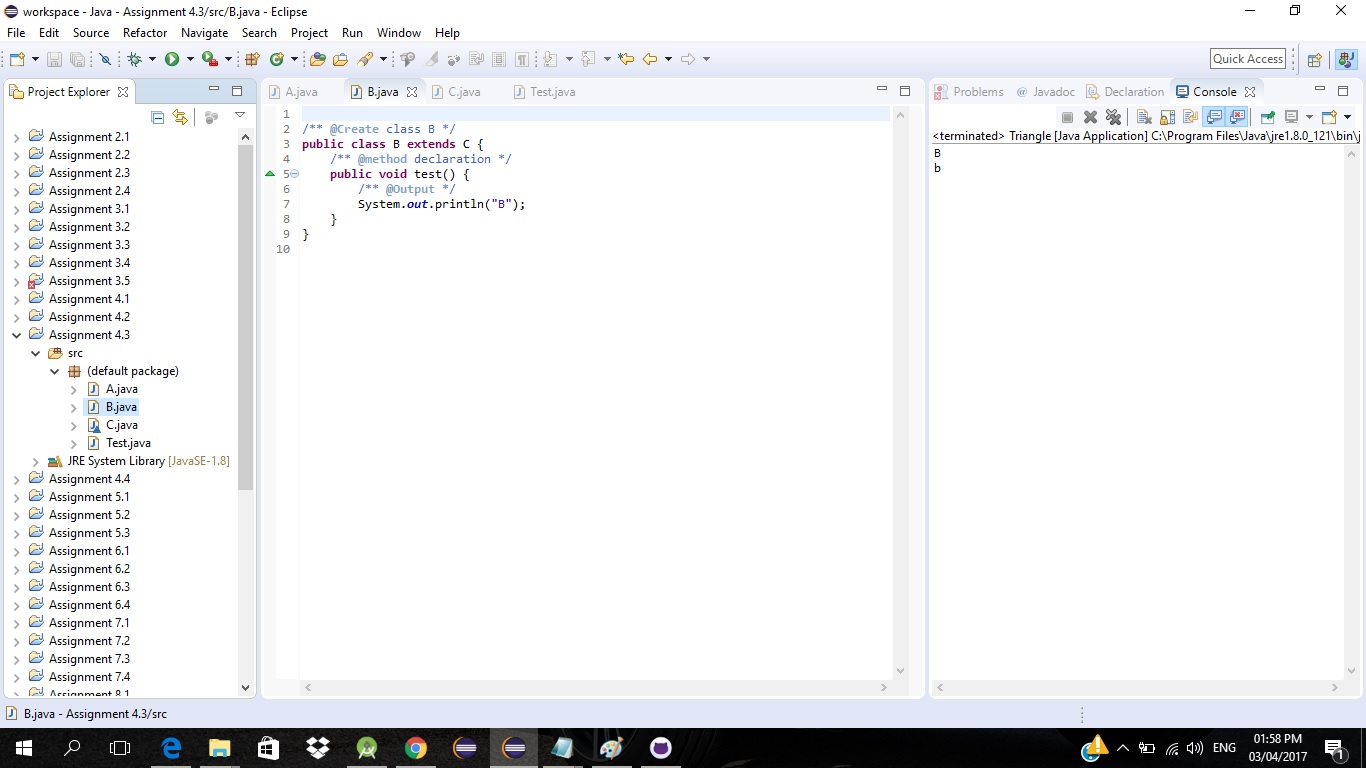 workspace - Java - Assignment 4.3/src/B.java - Eclipse
File Edit Source Refactor Navigate Search Project Run Window Help
Quick Access
Project Explorer
Assignment 2.1
Assignment 2.2
Assignment 2.3
Assignment 2.4
Assignment 3.1
Assignment 3.2
Assignment 3.3
Assignment 3.4
Assignment 3.5
Assignment 4.1
Assignment 4.2
Assignment 4.3
src
(default package)
A.java
B.java
C.java
Test.java
JRE System Library [JavaSE-1.8]
Assignment 4.4
Assignment 5.1
Assignment 5.2
Assignment 5.3
Assignment 6.1
Assignment 6.2
Assignment 6.3
Assignment 6.4
Assignment 7.1
Assignment 7.2
Assignment 7.3
Assignment 7.4
Assignment 8.1
A.java B.java C.java Test.java
1
2 /** @Create class B */
3 public class B extends C {
4     /** @method declaration */
5     public void test() {
6         /** @Output */
7         System.out.println("B");
8     }
9 }
10
Problems @ Javadoc Declaration Console
<terminated> Triangle [Java Application] C:\Program Files\Java\jre1.8.0_121\bin\j
B
b
B.java - Assignment 4.3/src
ENG
01:58 PM
03/04/2017
1